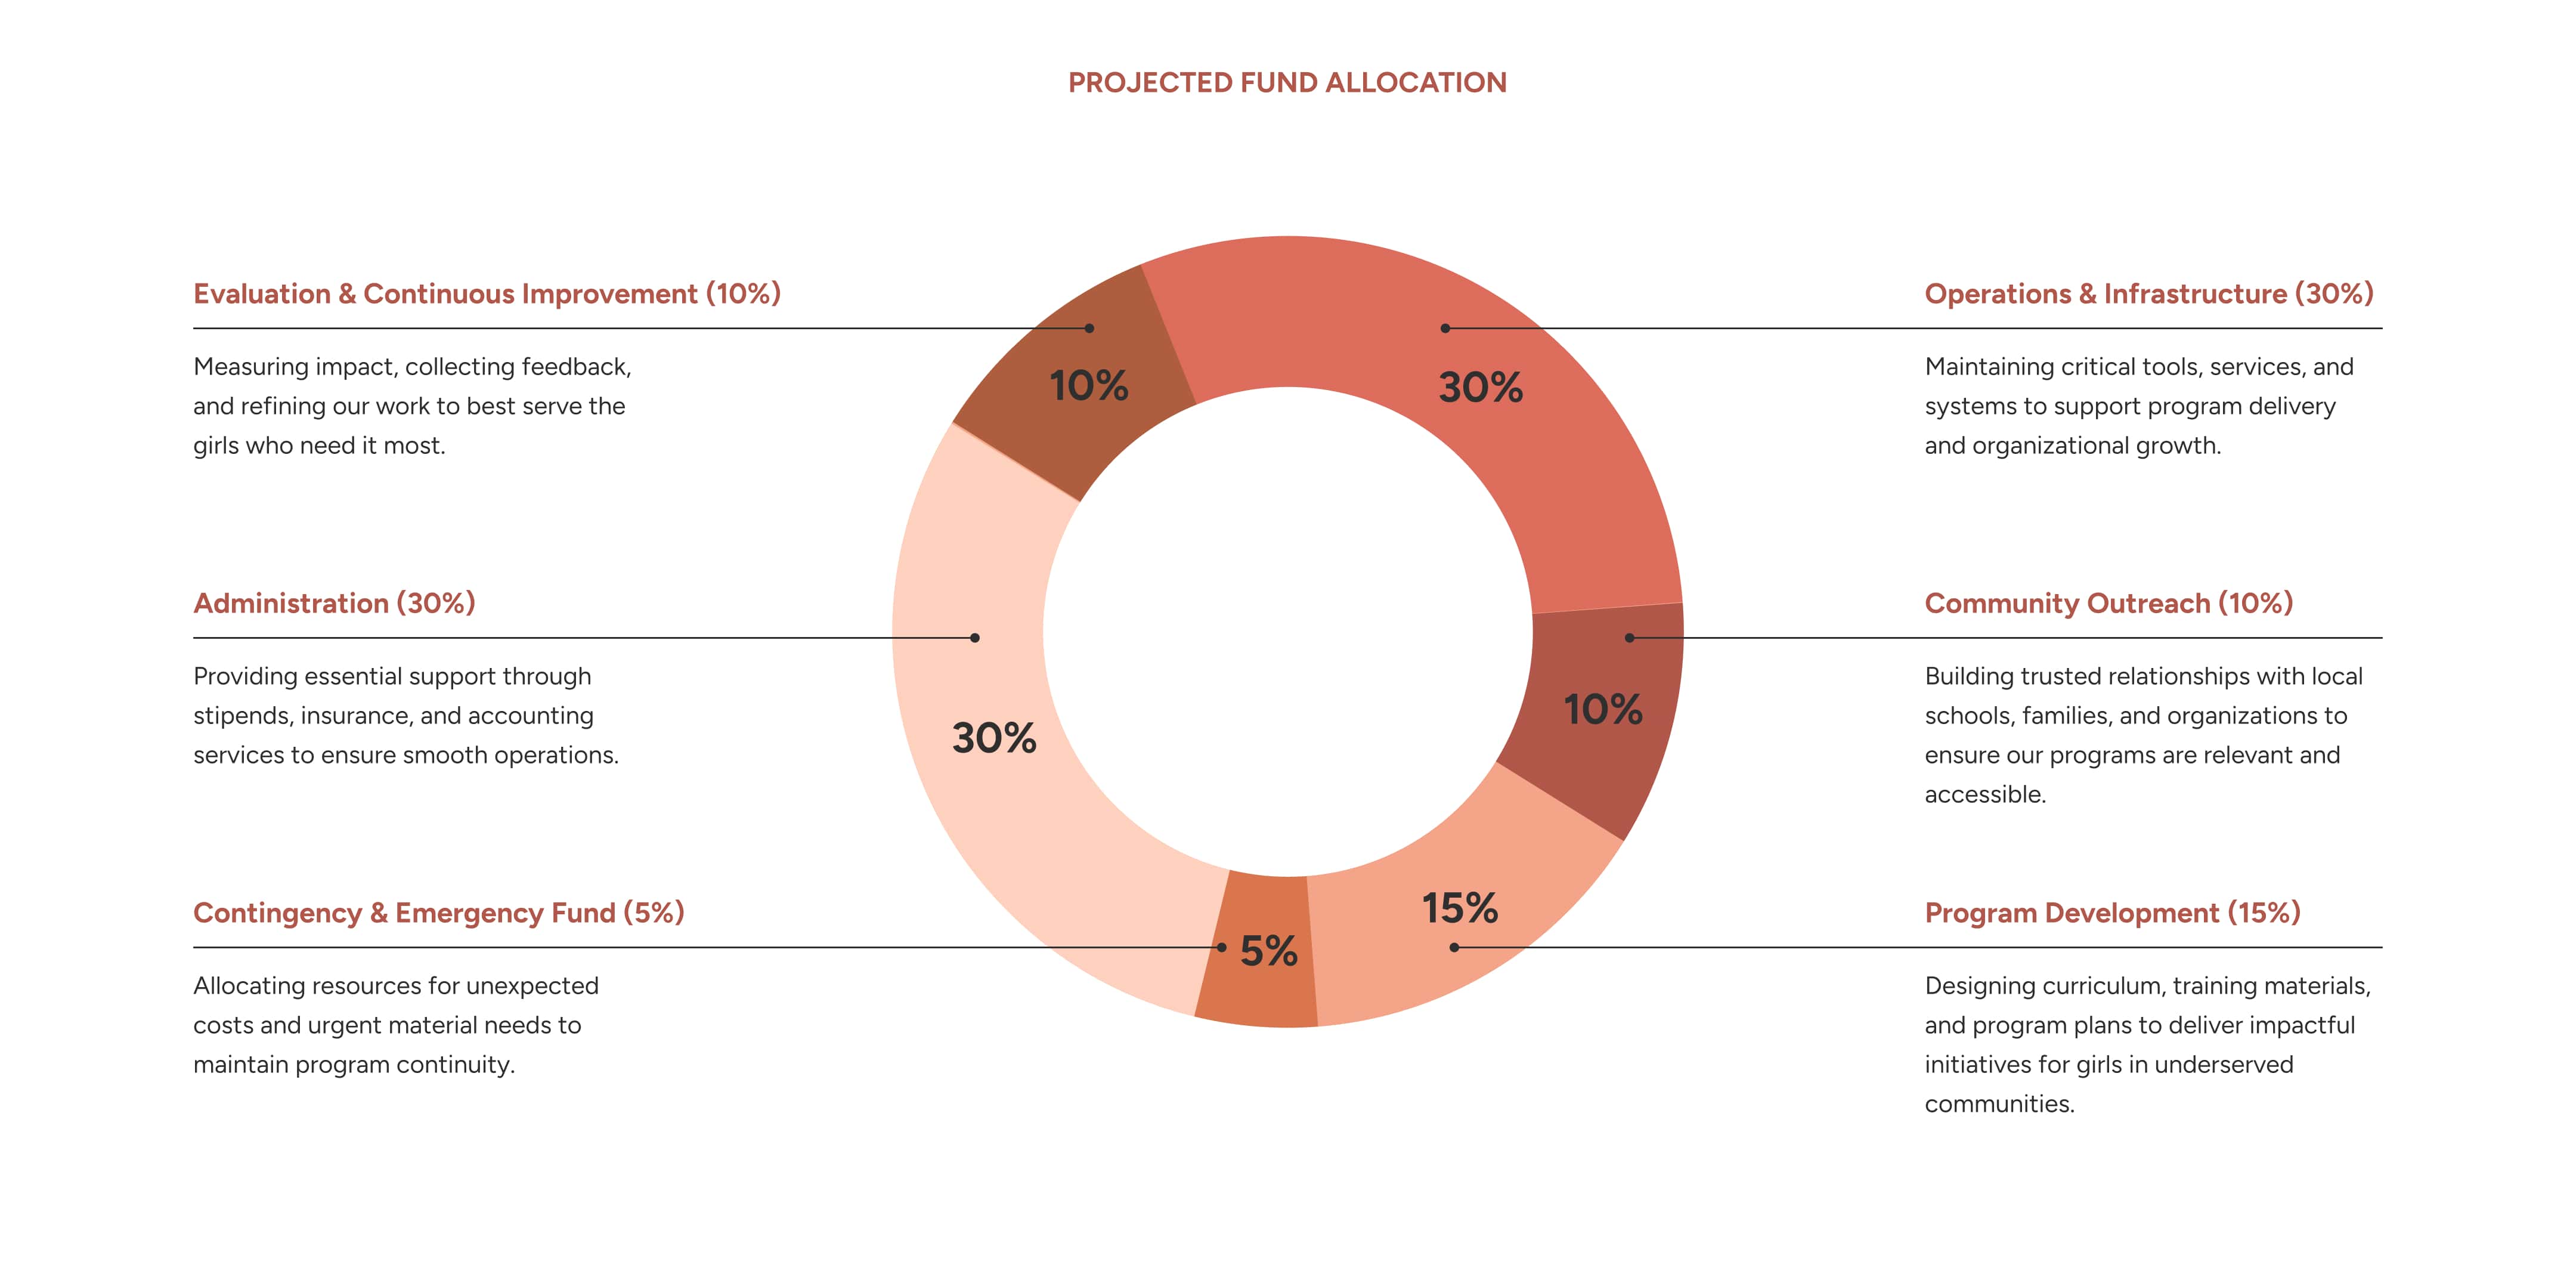 PROJECTED FUND ALLOCATION
Evaluation & Continuous Improvement (10%)
Measuring impact, collecting feedback,
and refining our work to best serve the
girls who need it most.
Administration (30%)
Providing essential support through
stipends, insurance, and accounting
services to ensure smooth operations.
Contingency & Emergency Fund (5%)
Allocating resources for unexpected
costs and urgent material needs to
maintain program continuity.
10%
30%
30%
10%
15%
5%
Operations & Infrastructure (30%)
Maintaining critical tools, services, and
systems to support program delivery
and organizational growth.
Community Outreach (10%)
Building trusted relationships with local
schools, families, and organizations to
ensure our programs are relevant and
accessible.
Program Development (15%)
Designing curriculum, training materials,
and program plans to deliver impactful
initiatives for girls in underserved
communities.